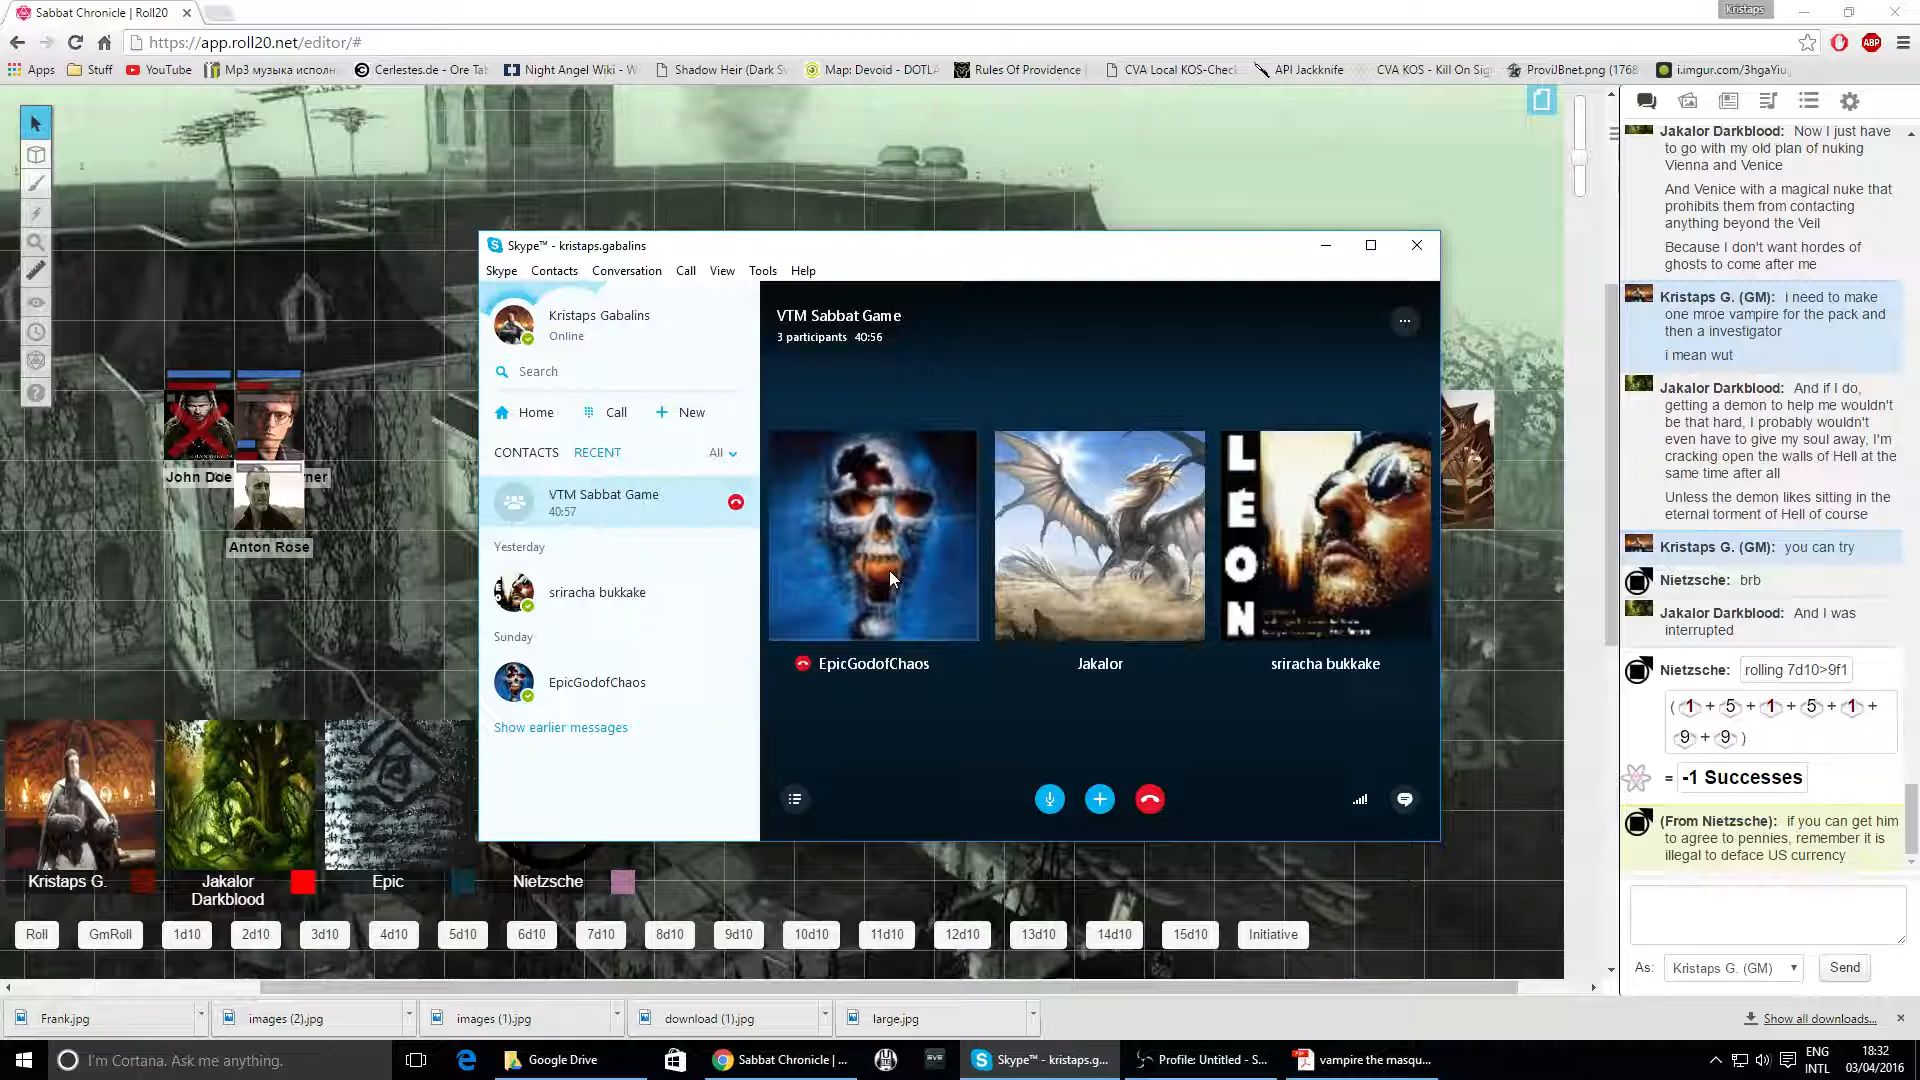 Sabbat Chronicle | Roll20
Kristaps
https://app.roll20.net/editor/#
Apps
Stuff
YouTube
Mp3 музыка исполн
Cerlestes.de - Ore Tab
Night Angel Wiki - W
Shadow Heir (Dark S
Map: Devoid - DOTLA
Rules Of Providence
CVA Local KOS-Check
API Jackknife
CVA KOS - Kill On Sig
ProviJBnet.png (1768
i.imgur.com/3hgaYiu
Jakalor Darkblood: Now I just have
to go with my old plan of nuking
Vienna and Venice
And Venice with a magical nuke that
prohibits them from contacting
anything beyond the Veil
Because I don't want hordes of
ghosts to come after me
Kristaps G. (GM): i need to make
one mroe vampire for the pack and
then a investigator
i mean wut
Jakalor Darkblood: And if I do,
getting a demon to help me wouldn't
be that hard, I probably wouldn't
even have to give my soul away, I'm
cracking open the walls of Hell at the
same time after all
Unless the demon likes sitting in the
eternal torment of Hell of course
Kristaps G. (GM): you can try
Nietzsche: brb
Jakalor Darkblood: And I was
interrupted
Nietzsche: rolling 7d10>9f1
(1+5+1+5+1+
9+9)
= -1 Successes
(From Nietzsche): if you can get him
to agree to pennies, remember it is
illegal to deface US currency
As: Kristaps G. (GM)
Send
Skype™ - kristaps.gabalins
Skype Contacts Conversation Call View Tools Help
Kristaps Gabalins
Online
Search
Home Call New
CONTACTS RECENT All
VTM Sabbat Game
40:57
Yesterday
sriracha bukkake
Sunday
EpicGodofChaos
Show earlier messages
VTM Sabbat Game
3 participants 40:56
LÉON
EpicGodofChaos
Jakalor
sriracha bukkake
John Doe
rner
Anton Rose
Kristaps G.
Jakalor
Darkblood
Epic
Nietzsche
Roll GmRoll 1d10 2d10 3d10 4d10 5d10 6d10 7d10 8d10 9d10 10d10 11d10 12d10 13d10 14d10 15d10 Initiative
Frank.jpg
images (2).jpg
images (1).jpg
download (1).jpg
large.jpg
Show all downloads...
I'm Cortana. Ask me anything.
Google Drive
Sabbat Chronicle | ...
EVE
Skype™ - kristaps.g...
Profile: Untitled - S...
vampire the masqu...
ENG
INTL
18:32
03/04/2016